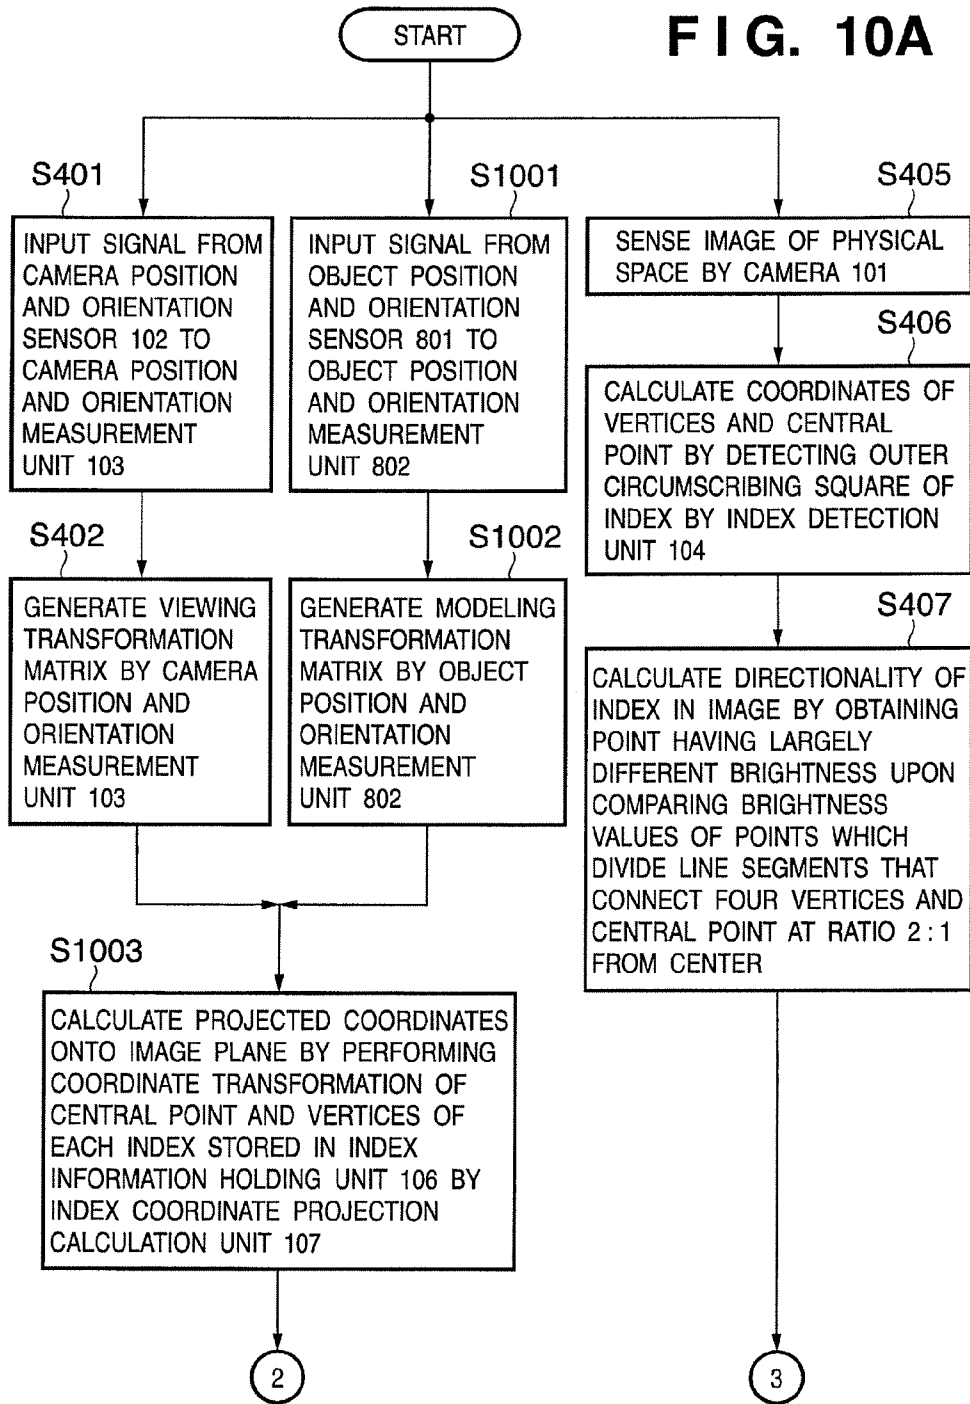 START
FIG. 10A
S401
INPUT SIGNAL FROM
CAMERA POSITION
AND ORIENTATION
SENSOR 102 TO
CAMERA POSITION
AND ORIENTATION
MEASUREMENT
UNIT 103
S1001
INPUT SIGNAL FROM
OBJECT POSITION
AND ORIENTATION
SENSOR 801 TO
OBJECT POSITION
AND ORIENTATION
MEASUREMENT
UNIT 802
S405
SENSE IMAGE OF PHYSICAL
SPACE BY CAMERA 101
S406
CALCULATE COORDINATES OF
VERTICES AND CENTRAL
POINT BY DETECTING OUTER
CIRCUMSCRIBING SQUARE OF
INDEX BY INDEX DETECTION
UNIT 104
S402
GENERATE VIEWING
TRANSFORMATION
MATRIX BY CAMERA
POSITION AND
ORIENTATION
MEASUREMENT
UNIT 103
S1002
GENERATE MODELING
TRANSFORMATION
MATRIX BY OBJECT
POSITION AND
ORIENTATION
MEASUREMENT
UNIT 802
S407
CALCULATE DIRECTIONALITY OF
INDEX IN IMAGE BY OBTAINING
POINT HAVING LARGELY
DIFFERENT BRIGHTNESS UPON
COMPARING BRIGHTNESS
VALUES OF POINTS WHICH
DIVIDE LINE SEGMENTS THAT
CONNECT FOUR VERTICES AND
CENTRAL POINT AT RATIO 2:1
FROM CENTER
S1003
CALCULATE PROJECTED COORDINATES
ONTO IMAGE PLANE BY PERFORMING
COORDINATE TRANSFORMATION OF
CENTRAL POINT AND VERTICES OF
EACH INDEX STORED IN INDEX
INFORMATION HOLDING UNIT 106 BY
INDEX COORDINATE PROJECTION
CALCULATION UNIT 107
2
3